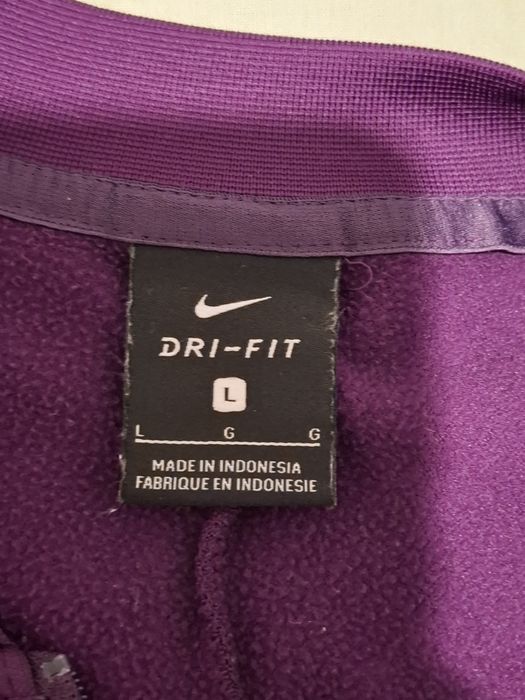 DRI-FIT
L
L G G
MADE IN INDONESIA
FABRIQUE EN INDONESIE